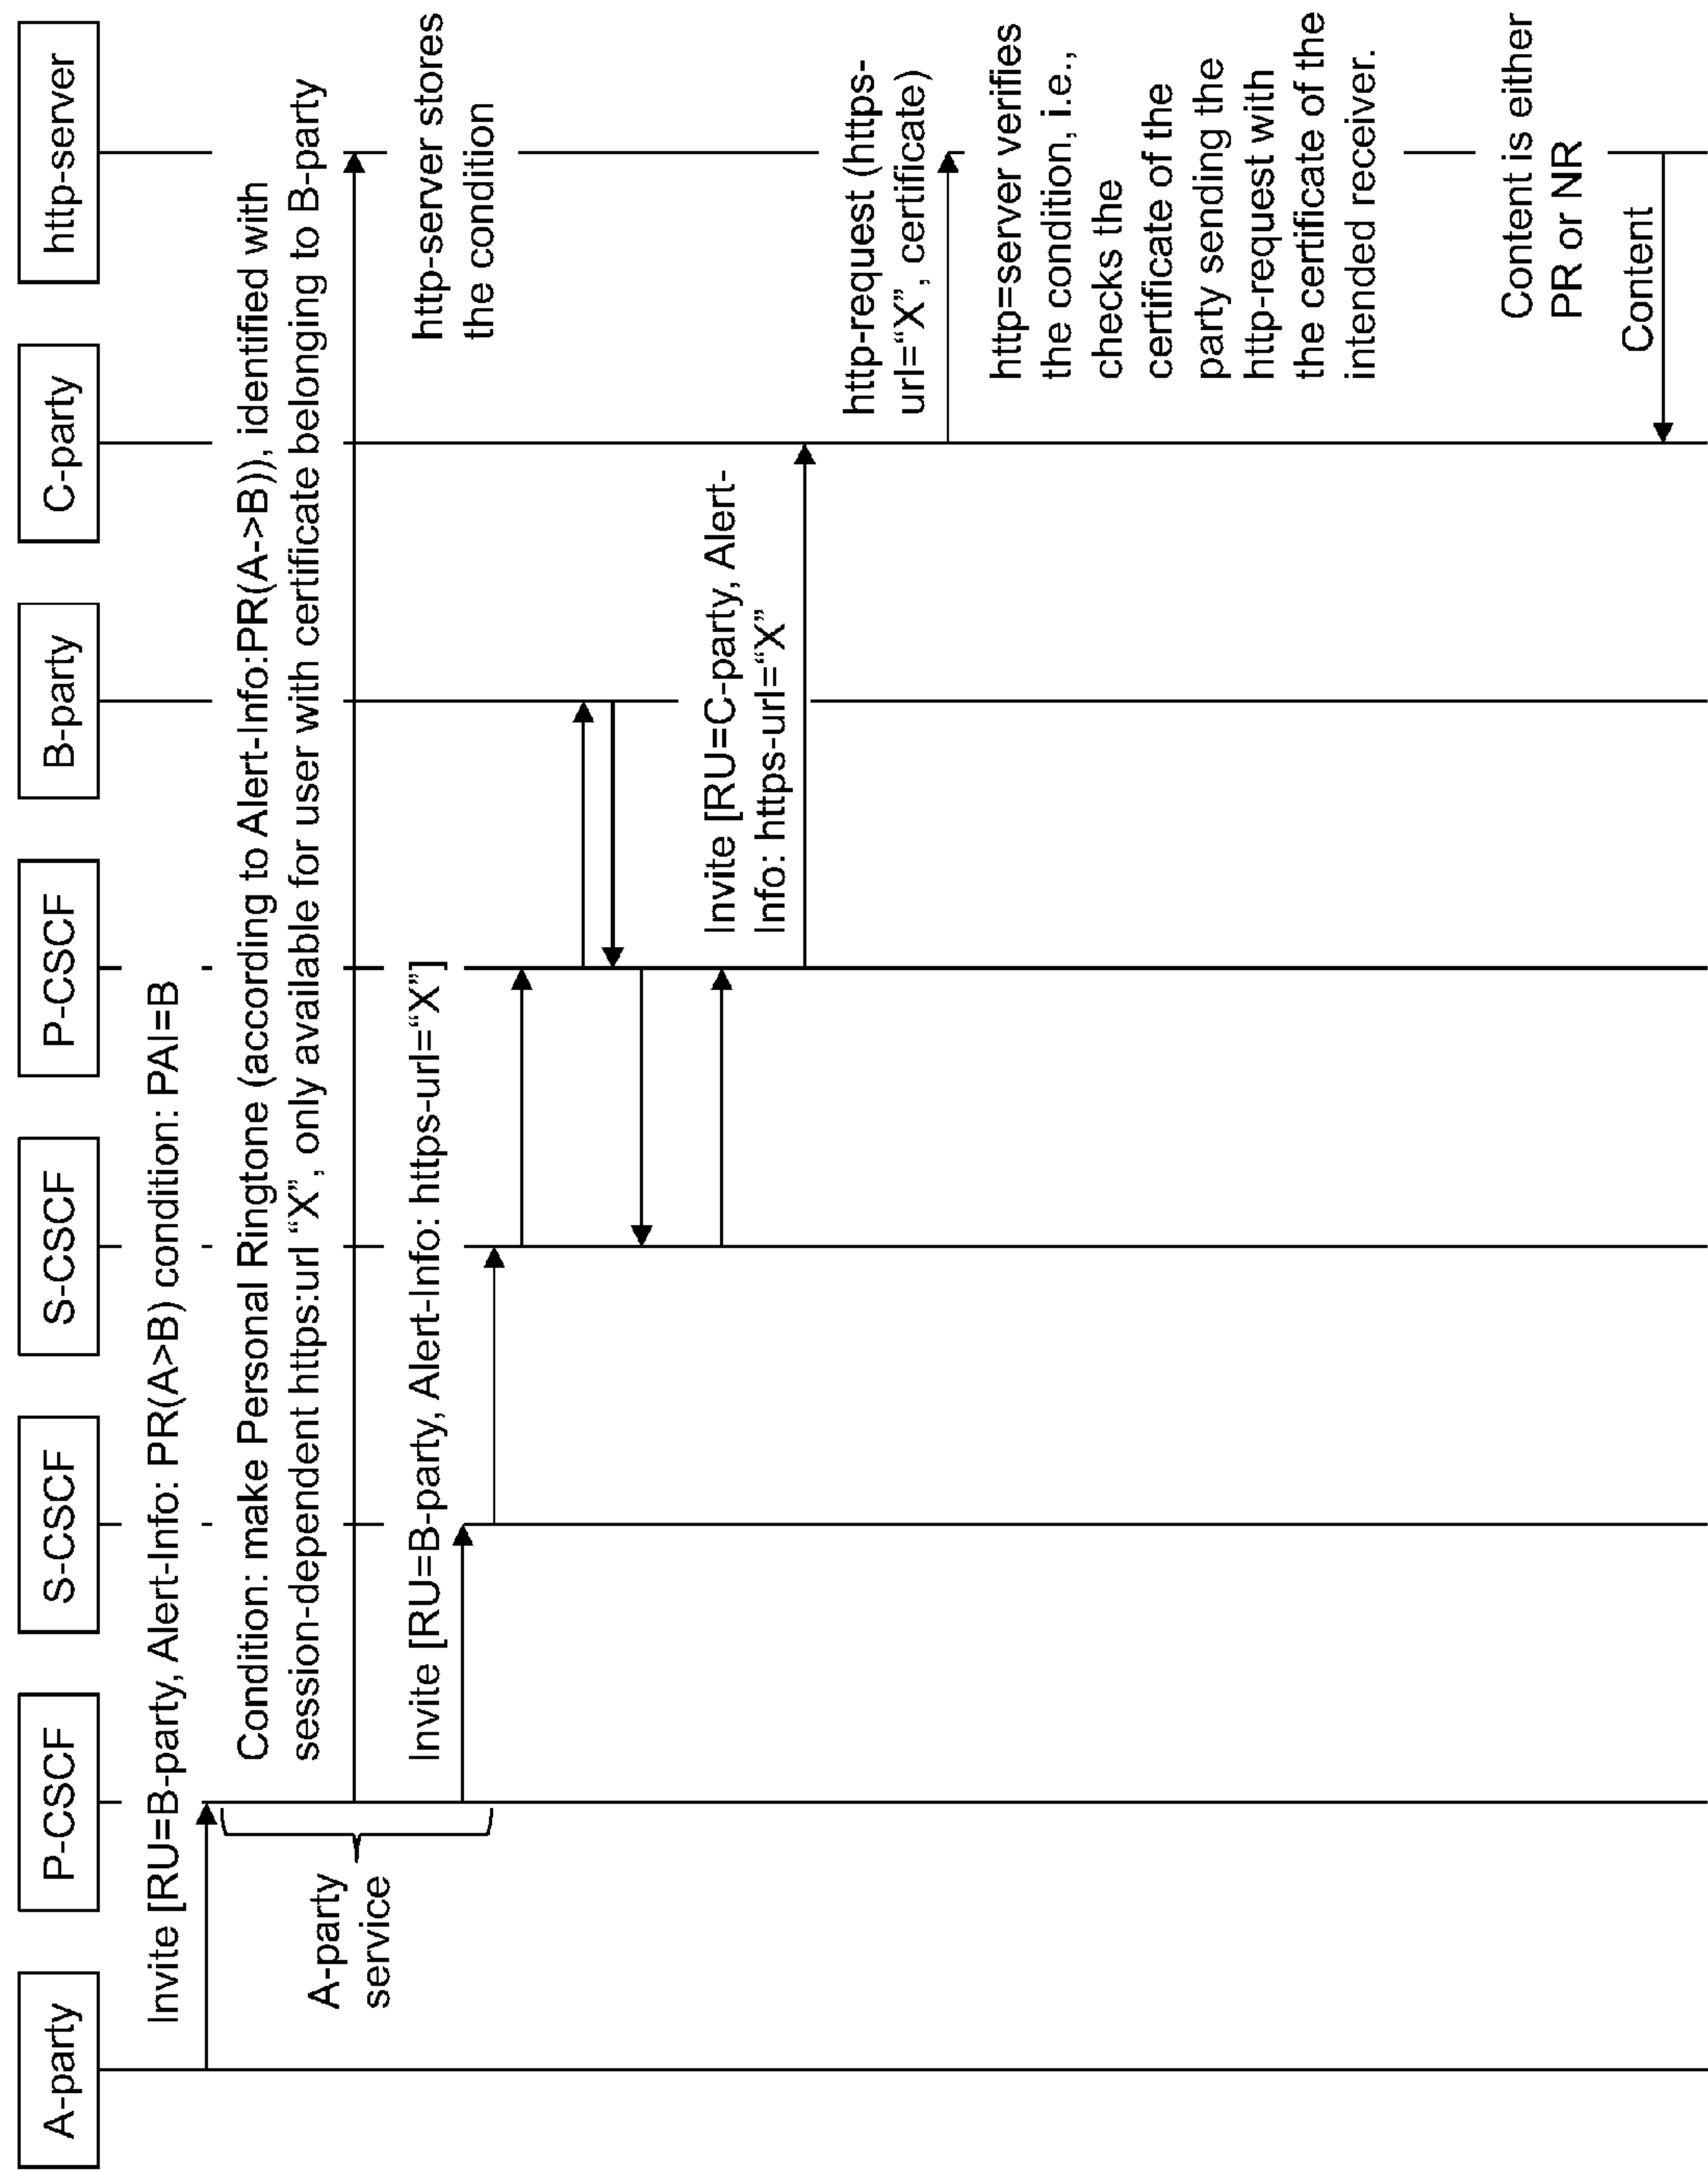 A-party
P-CSCF
S-CSCF
S-CSCF
P-CSCF
B-party
C-party
http-server
Invite [RU=B-party, Alert-Info: PR(A>B) condition: PAI=B
Condition: make Personal Ringtone (according to Alert-Info:PR(A->B)), identified with
session-dependent https:url “X”, only available for user with certificate belonging to B-party
A-party
service
http-server stores
the condition
Invite [RU=B-party, Alert-Info: https-url=“X”]
Invite [RU=C-party, Alert-
Info: https-url=“X”
http-request (https-
url=“X”, certificate)
http=server verifies
the condition, i.e.,
checks the
certificate of the
party sending the
http-request with
the certificate of the
intended receiver.
Content is either
PR or NR
Content